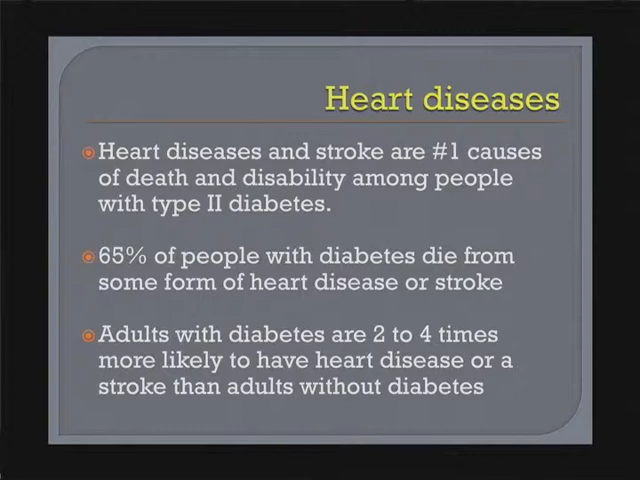 Heart diseases
Heart diseases and stroke are #1 causes
of death and disability among people
with type II diabetes.
65% of people with diabetes die from
some form of heart disease or stroke
Adults with diabetes are 2 to 4 times
more likely to have heart disease or a
stroke than adults without diabetes